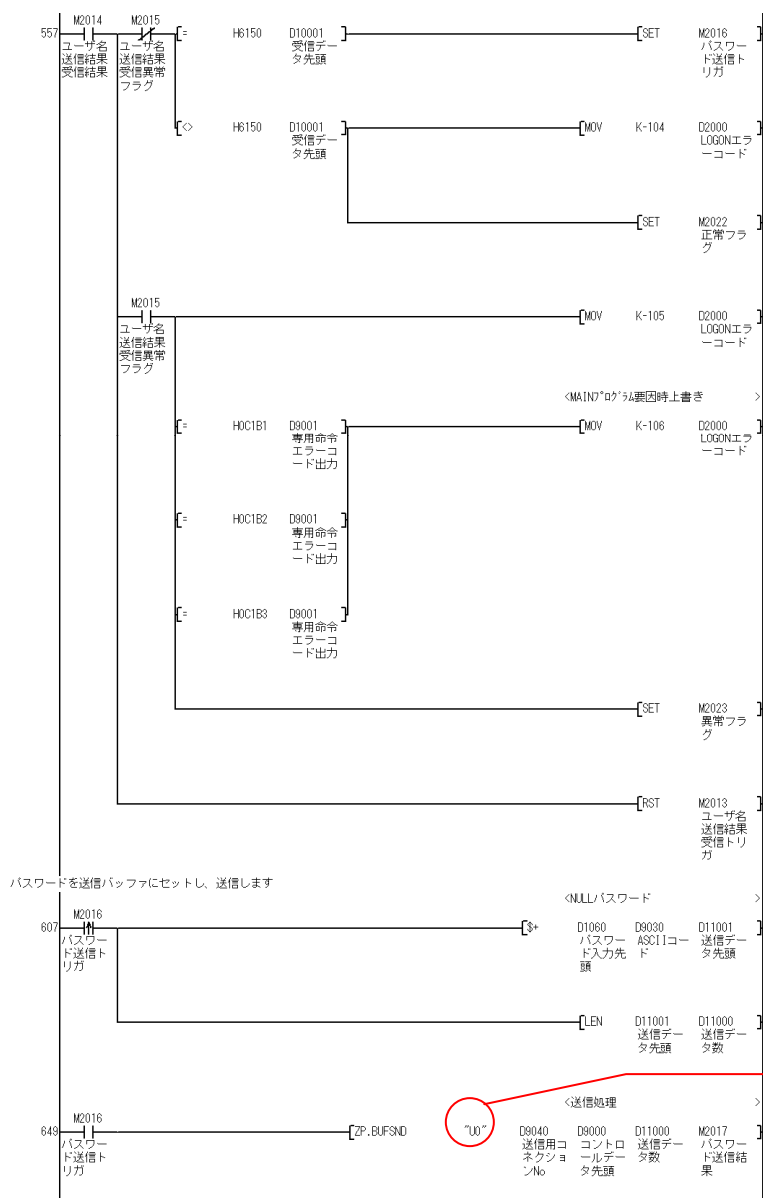 M2014 M2015
557 = H6150 D10001 SET M2016
ユーザ名
送信結果
受信結果
ユーザ名
送信結果
受信異常
フラグ
受信デー
タ先頭
パスワー
ド送信ト
リガ
<> H6150 D10001 MOV K-104 D2000
受信デー
タ先頭
LOGONエラ
ーコード
SET M2022
正常フラ
グ
M2015
MOV K-105 D2000
ユーザ名
送信結果
受信異常
フラグ
LOGONエラ
ーコード
<MAINプログラム要因時上書き >
= H0C1B1 D9001 MOV K-106 D2000
専用命令
エラーコ
ード出力
LOGONエラ
ーコード
= H0C1B2 D9001
専用命令
エラーコ
ード出力
= H0C1B3 D9001
専用命令
エラーコ
ード出力
SET M2023
異常フラ
グ
RST M2013
ユーザ名
送信結果
受信トリ
ガ
パスワードを送信バッファにセットし、送信します
<NULLパスワード >
M2016
607 $+ D1060 D9030 D11001
パスワー
ド送信ト
リガ
パスワー
ド入力先
頭
ASCIIコー
ド
送信デー
タ先頭
LEN D11001 D11000
送信デー
タ先頭
送信デー
タ数
<送信処理 >
M2016
649 ZP.BUFSND "U0" D9040 D9000 D11000 M2017
パスワー
ド送信ト
リガ
送信用コ
ネクショ
ンNo
コントロ
ールデー
タ先頭
送信デー
タ数
パスワー
ド送信結
果